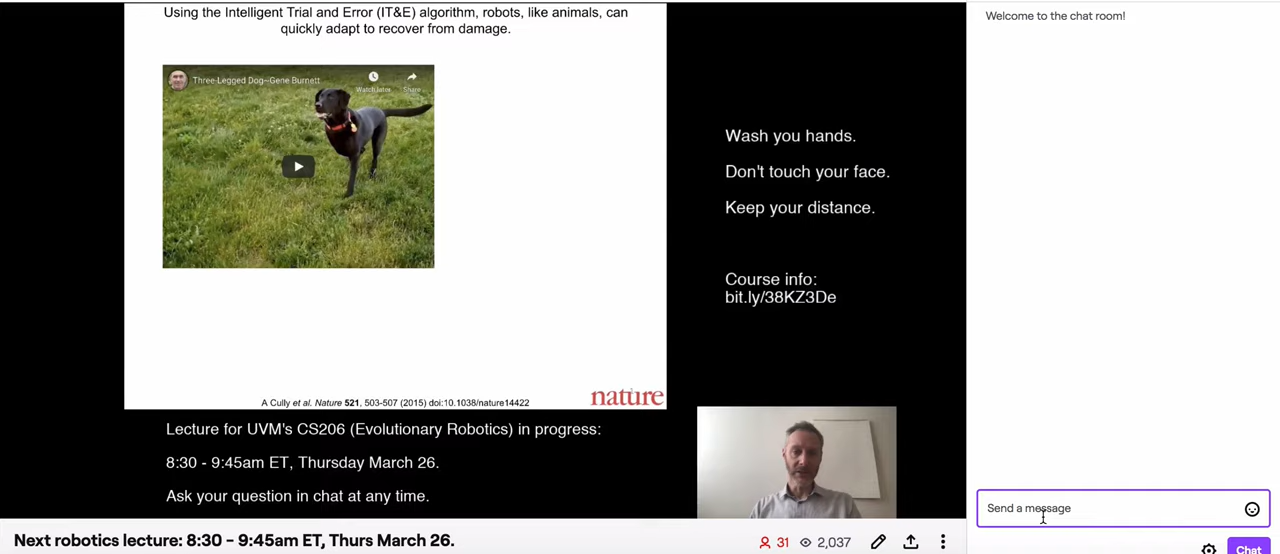 Using the Intelligent Trial and Error (IT&E) algorithm, robots, like animals, can
quickly adapt to recover from damage.
Three-Legged Dog--Gene Burnett
Watch later
Share
A Cully et al. Nature 521, 503-507 (2015) doi:10.1038/nature14422
nature
Wash you hands.
Don't touch your face.
Keep your distance.
Course info:
bit.ly/38KZ3De
Lecture for UVM's CS206 (Evolutionary Robotics) in progress:
8:30 - 9:45am ET, Thursday March 26.
Ask your question in chat at any time.
Next robotics lecture: 8:30 - 9:45am ET, Thurs March 26.
31
2,037
Welcome to the chat room!
Send a message
Chat